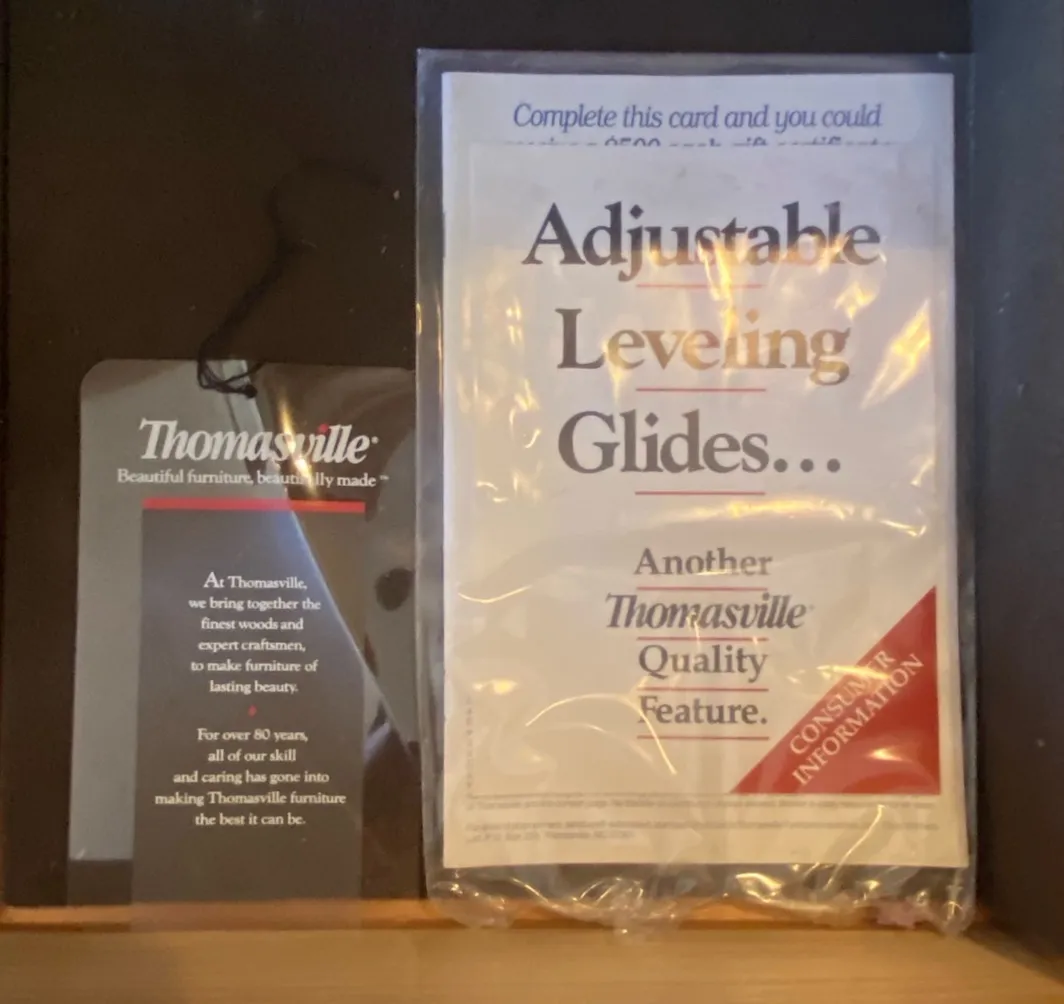 Thomasville
Beautiful furniture, beautifully made™
At Thomasville,
we bring together the
finest woods and
expert craftsmen,
to make furniture of
lasting beauty.
For over 80 years,
all of our skill
and caring has gone into
making Thomasville furniture
the best it can be.
Complete this card and you could
Adjustable
Leveling
Glides...
Another
Thomasville
Quality
Feature.
CONSUMER
INFORMATION